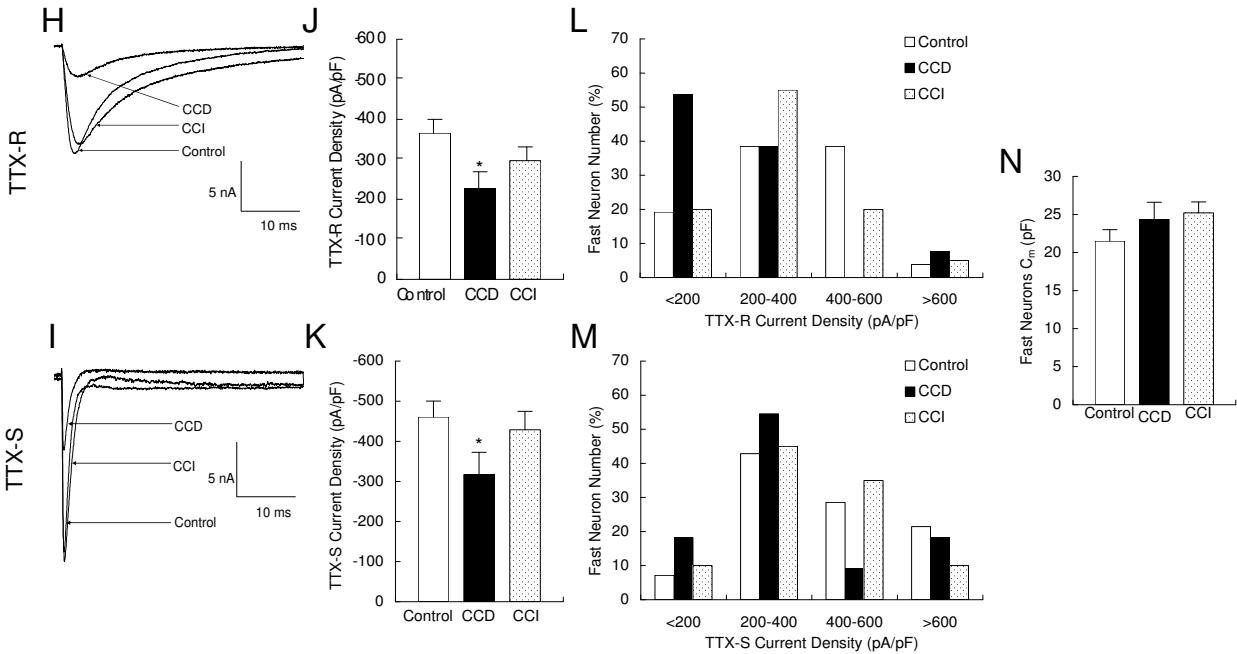 H
TTX-R
CCD
CCI
Control
5 nA
10 ms
J
TTX-R Current Density (pA/pF)
-600
-500
-400
-300
-200
-100
0
Control CCD CCI
*
L
Fast Neuron Number (%)
70
60
50
40
30
20
10
0
<200 200-400 400-600 >600
TTX-R Current Density (pA/pF)
Control
CCD
CCI
I
TTX-S
CCD
CCI
Control
5 nA
10 ms
K
TTX-S Current Density (pA/pF)
-600
-500
-400
-300
-200
-100
0
Control CCD CCI
*
M
Fast Neuron Number (%)
70
60
50
40
30
20
10
0
<200 200-400 400-600 >600
TTX-S Current Density (pA/pF)
Control
CCD
CCI
N
Fast Neurons Cm (pF)
30
25
20
15
10
5
0
Control CCD CCI